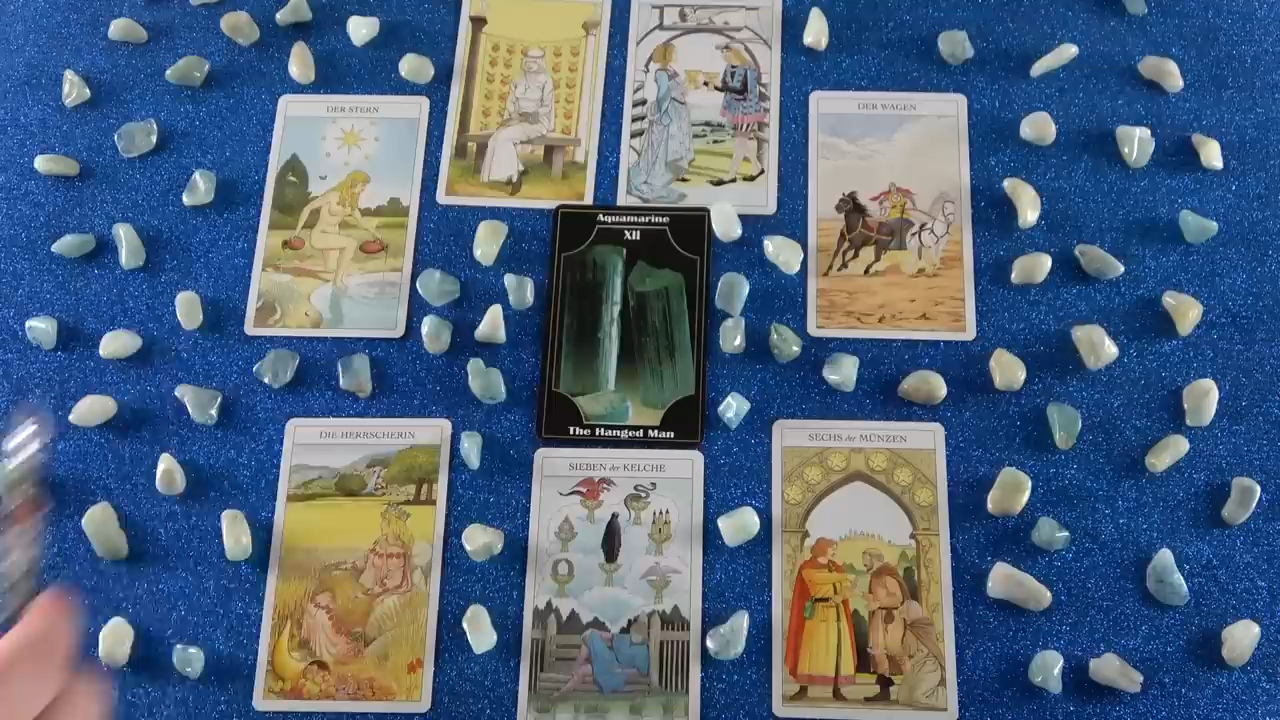 DER STERN
DER WAGEN
Aquamarine
XII
The Hanged Man
DIE HERRSCHERIN
SIEBEN der KELCHE
SECHS der MÜNZEN